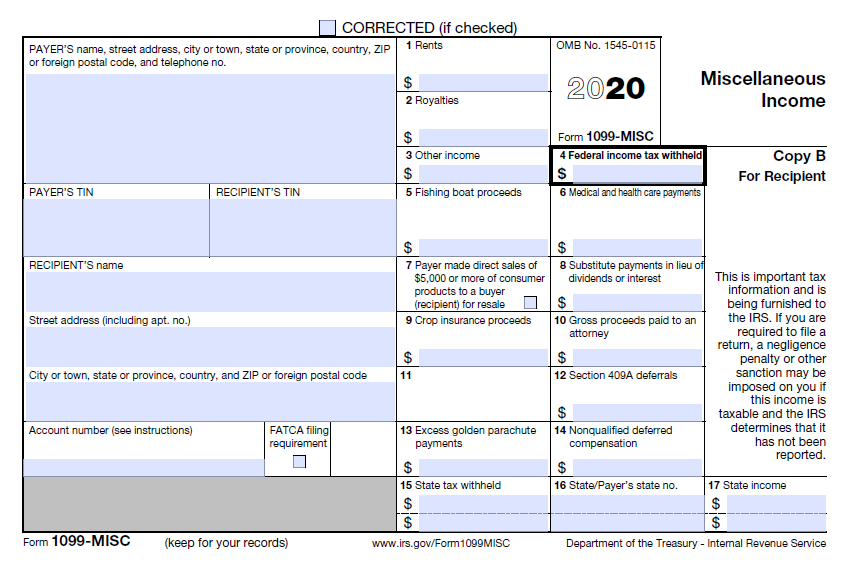 CORRECTED (if checked)
PAYER'S name, street address, city or town, state or province, country, ZIP
or foreign postal code, and telephone no.
1 Rents
$
2 Royalties
$
OMB No. 1545-0115
2020
Form 1099-MISC
Miscellaneous
Income
3 Other income
$
4 Federal income tax withheld
$
Copy B
For Recipient
PAYER'S TIN
RECIPIENT'S TIN
5 Fishing boat proceeds
$
6 Medical and health care payments
$
RECIPIENT'S name
7 Payer made direct sales of
$5,000 or more of consumer
products to a buyer
(recipient) for resale
8 Substitute payments in lieu of
dividends or interest
$
This is important tax
information and is
being furnished to
the IRS. If you are
required to file a
return, a negligence
penalty or other
sanction may be
imposed on you if
this income is
taxable and the IRS
determines that it
has not been
reported.
Street address (including apt. no.)
9 Crop insurance proceeds
$
10 Gross proceeds paid to an
attorney
$
City or town, state or province, country, and ZIP or foreign postal code
11
12 Section 409A deferrals
$
Account number (see instructions)
FATCA filing
requirement
13 Excess golden parachute
payments
$
14 Nonqualified deferred
compensation
$
15 State tax withheld
$
$
16 State/Payer's state no.
17 State income
$
$
Form 1099-MISC
(keep for your records)
www.irs.gov/Form1099MISC
Department of the Treasury - Internal Revenue Service